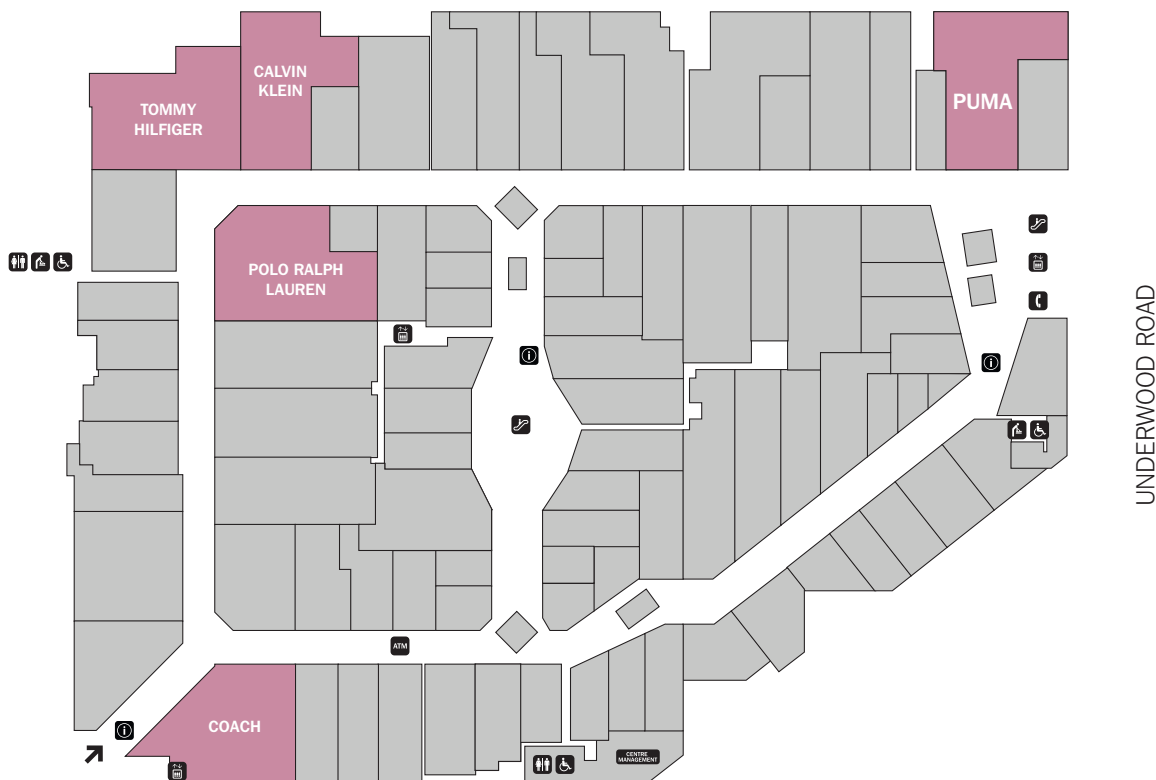 CALVIN
KLEIN
TOMMY
HILFIGER
PUMA
POLO RALPH
LAUREN
UNDERWOOD ROAD
ATM
COACH
CENTRE
MANAGEMENT